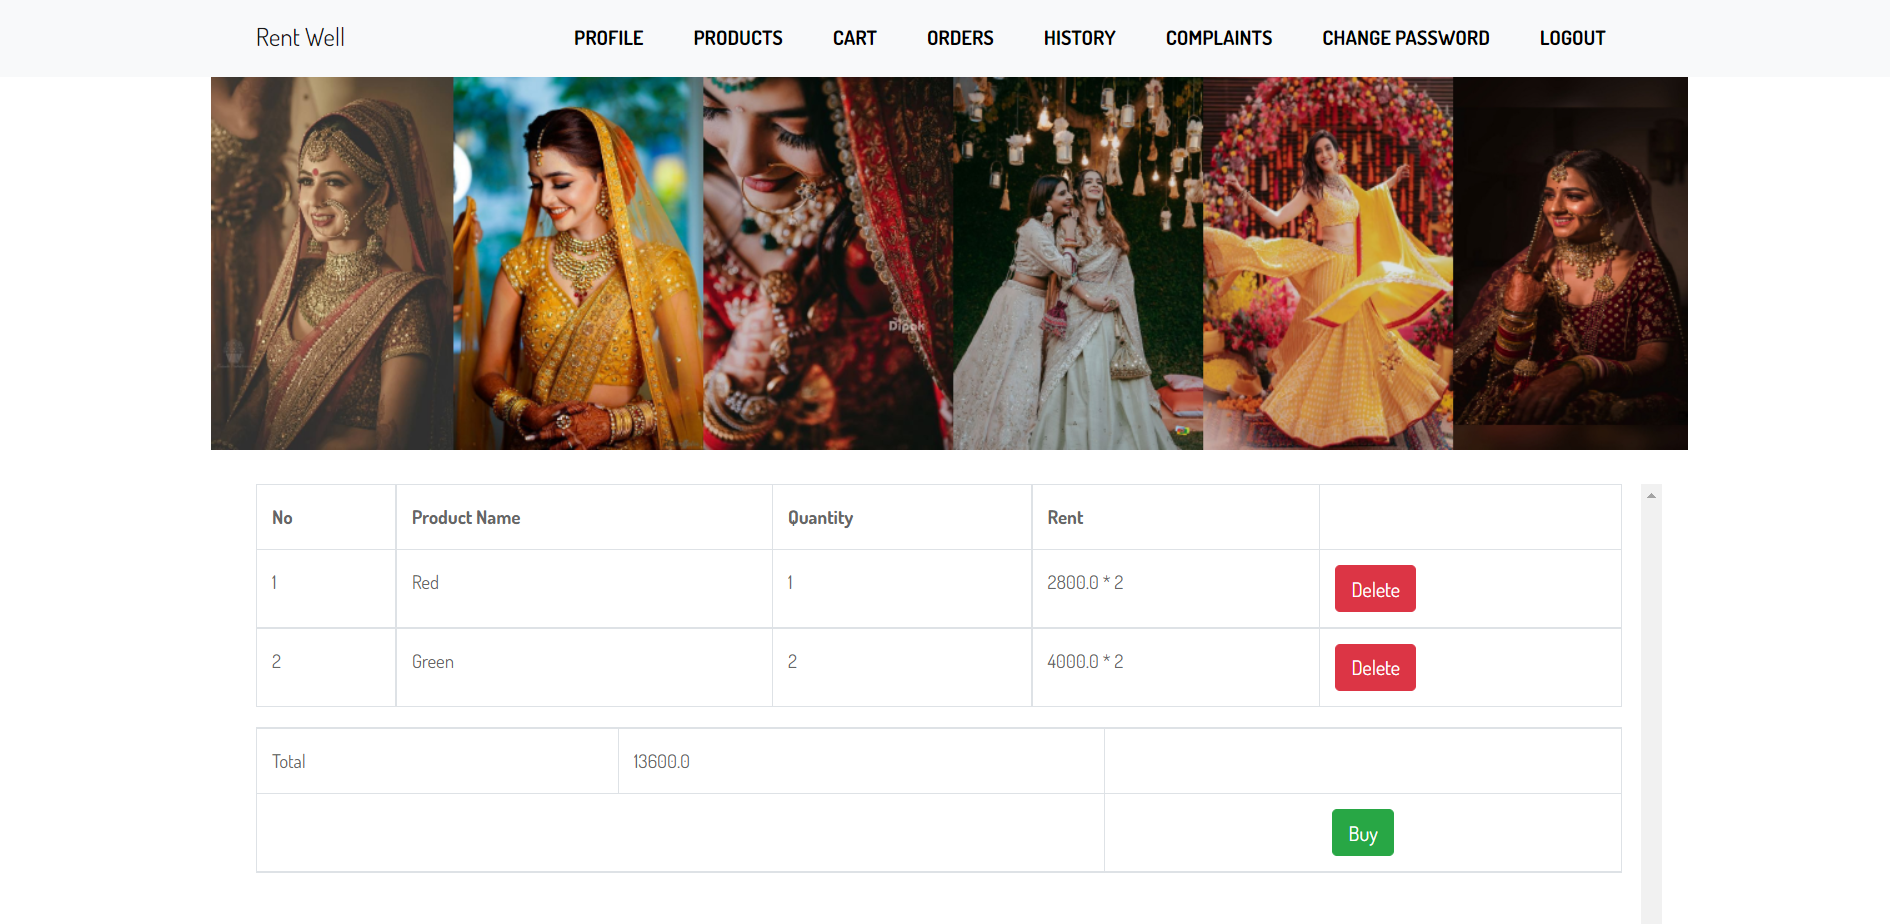 Rent Well PROFILE PRODUCTS CART ORDERS HISTORY COMPLAINTS CHANGE PASSWORD LOGOUT
Dipak
No Product Name Quantity Rent
1 Red 1 2800.0 * 2 Delete
2 Green 2 4000.0 * 2 Delete
Total 13600.0
Buy